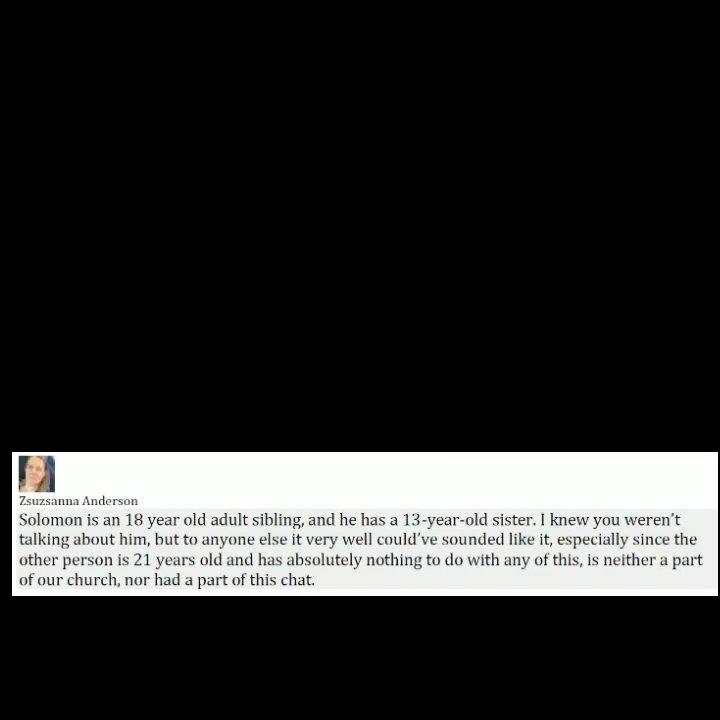 Zsuzsanna Anderson
Solomon is an 18 year old adult sibling, and he has a 13-year-old sister. I knew you weren't
talking about him, but to anyone else it very well could've sounded like it, especially since the
other person is 21 years old and has absolutely nothing to do with any of this, is neither a part
of our church, nor had a part of this chat.